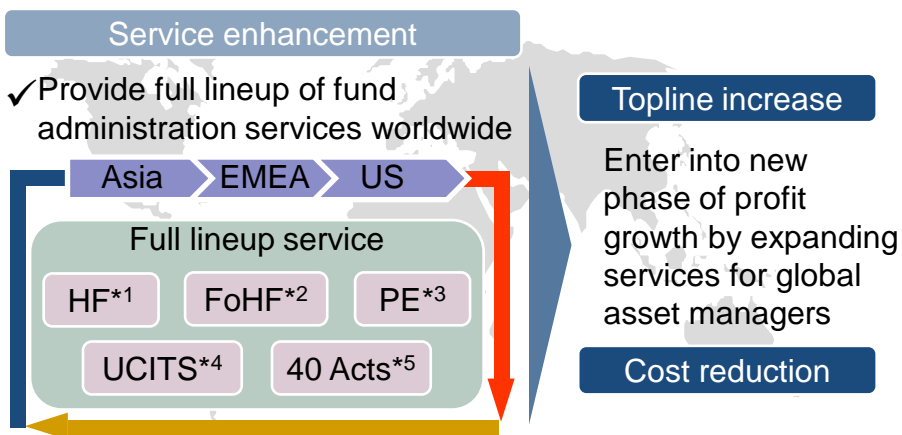 Service enhancement
✓Provide full lineup of fund
administration services worldwide
Asia EMEA US
Full lineup service
HF*1 FoHF*2 PE*3
UCITS*4 40 Acts*5
Topline increase
Enter into new
phase of profit
growth by expanding
services for global
asset managers
Cost reduction